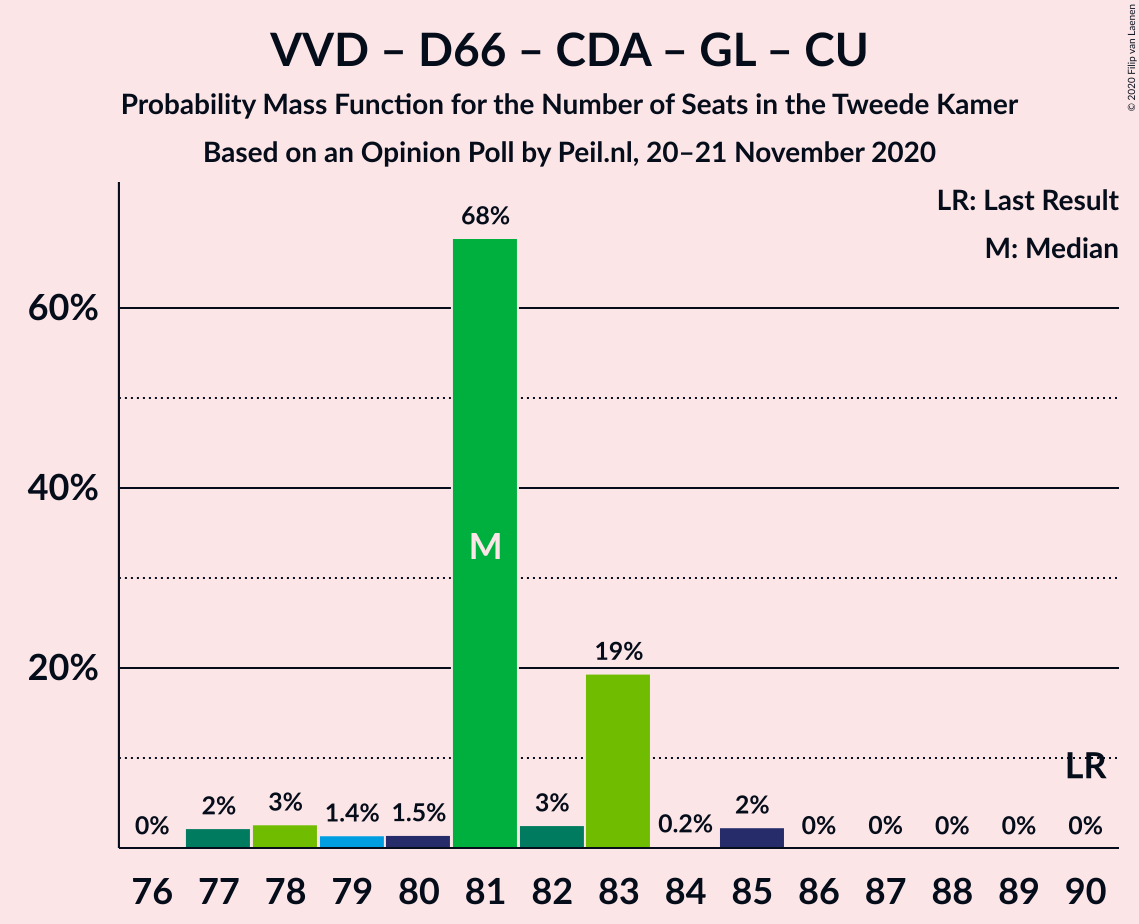 VVD – D66 – CDA – GL – CU
Probability Mass Function for the Number of Seats in the Tweede Kamer
Based on an Opinion Poll by Peil.nl, 20–21 November 2020
© 2020 Filip van Laenen
LR: Last Result
M: Median
68%
60%
40%
M
19%
20%
LR
0% 2% 3% 1.4% 1.5% 3% 0.2% 2% 0% 0% 0% 0% 0%
76 77 78 79 80 81 82 83 84 85 86 87 88 89 90